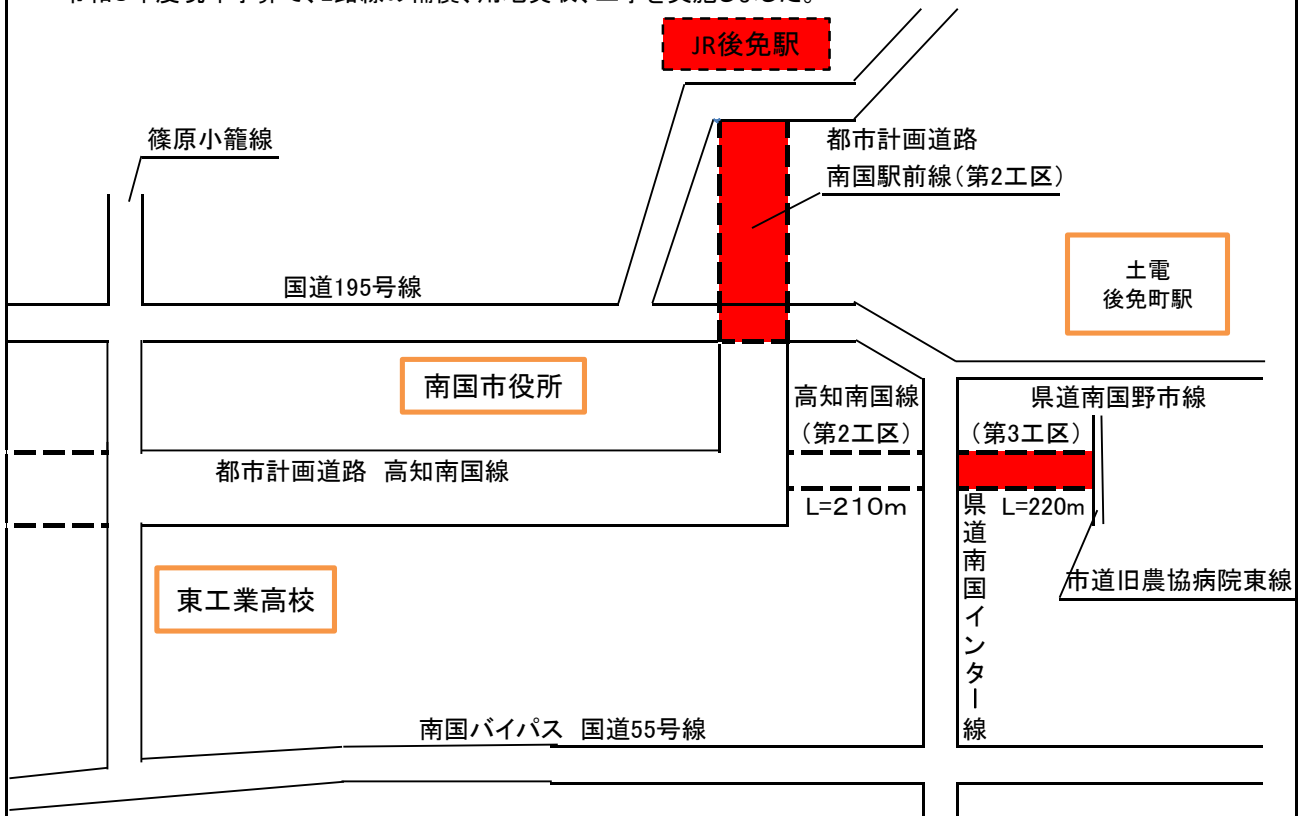 JR後免駅
篠原小籠線
都市計画道路
南国駅前線（第2工区）
国道195号線
土電
後免町駅
南国市役所
高知南国線
（第2工区）
県道南国野市線
（第3工区）
都市計画道路　高知南国線
L=210ｍ
L=220m
県道南国インター線
東工業高校
市道旧農協病院東線
南国バイパス　国道55号線